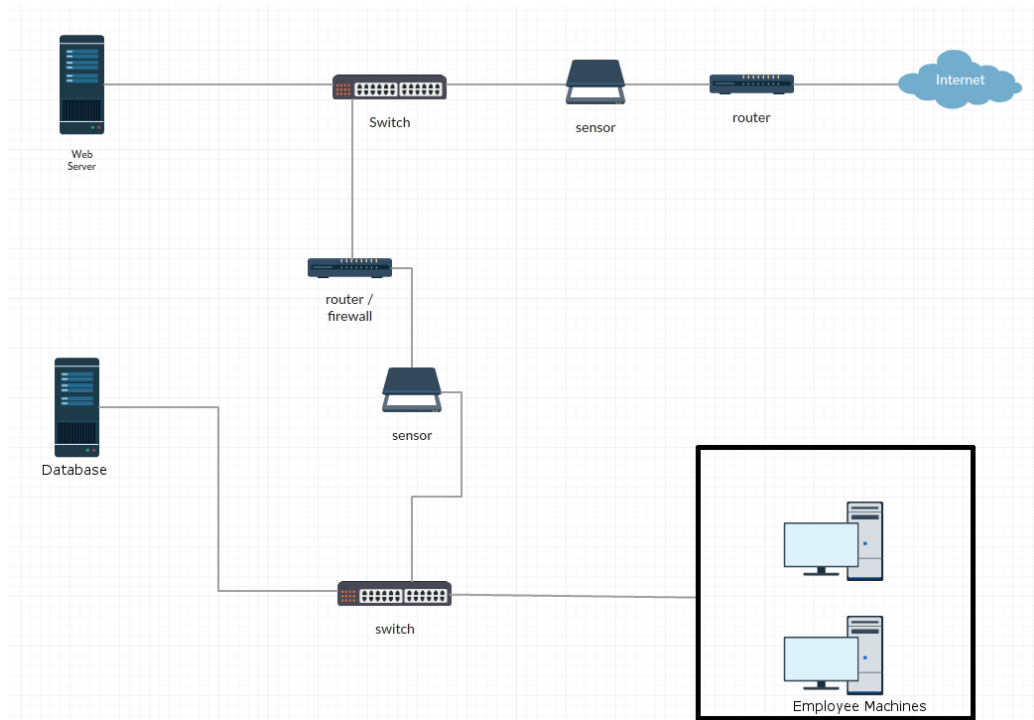 Internet
Switch
router
sensor
Web
Server
router /
firewall
sensor
Database
switch
Employee Machines